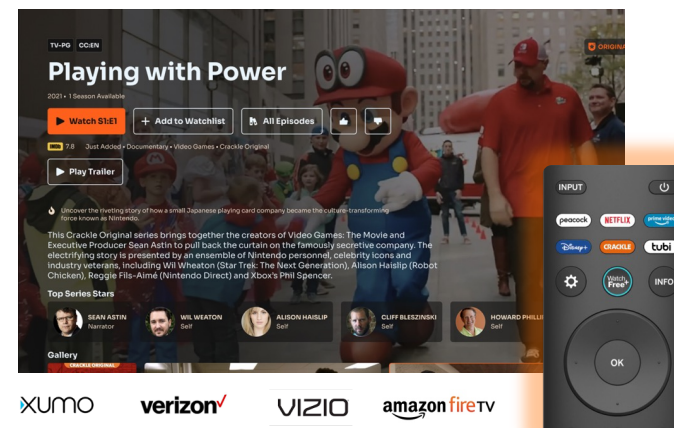 TV-PG CC:EN
ORIGINA
Playing with Power
2021 • 1 Season Available
Watch S1:E1
Add to Watchlist
All Episodes
IMDb 7.8 Just Added • Documentary • Video Games • Crackle Original
Play Trailer
Uncover the riveting story of how a small Japanese playing card company became the culture-transforming
force known as Nintendo.
This Crackle Original series brings together the creators of Video Games: The Movie and
Executive Producer Sean Astin to pull back the curtain on the famously secretive company. The
electrifying story is presented by an ensemble of Nintendo personnel, celebrity icons and
industry veterans, including Wil Wheaton (Star Trek: The Next Generation), Alison Haislip (Robot
Chicken), Reggie Fils-Aimé (Nintendo Direct) and Xbox's Phil Spencer.
Top Series Stars
SEAN ASTIN
Narrator
WIL WEATON
Self
ALISON HAISLIP
Self
CLIFF BLESZINSKI
Self
HOWARD PHILLI
Self
Gallery
CRACKLE ORIGINAL
INPUT
peacock NETFLIX prime video
Disney+ CRACKLE tubi
Watch
Free+
INFO
OK
XUMO verizon VIZIO amazon fireTV